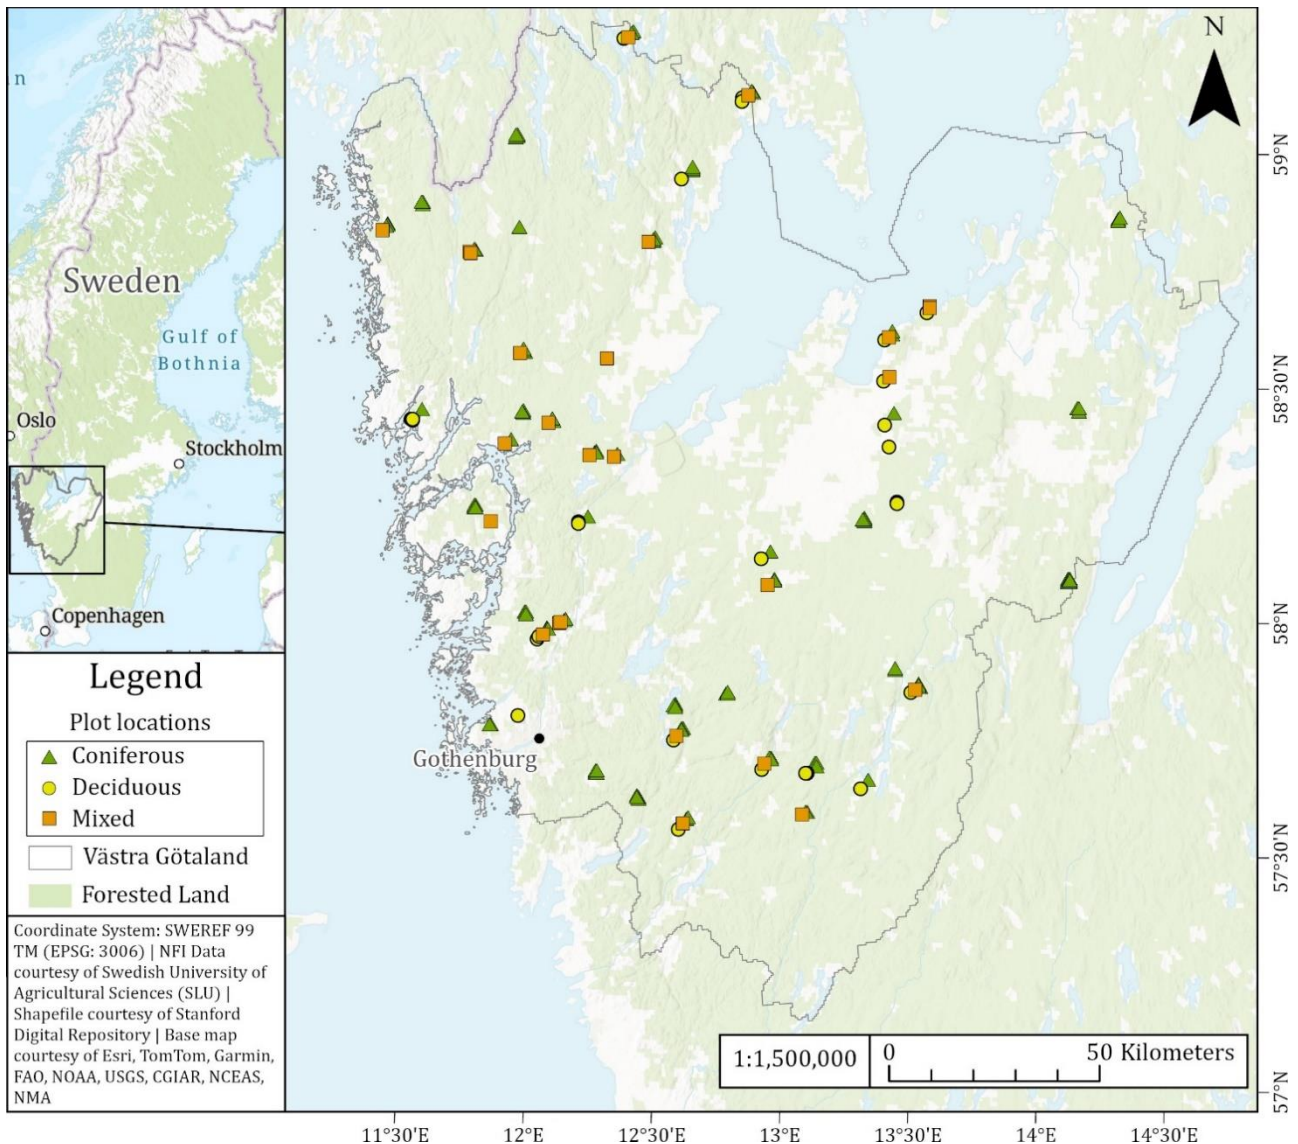 n
Sweden
Gulf of
Bothnia
Oslo
Stockholm
Copenhagen
Legend
Plot locations
Coniferous
Deciduous
Mixed
Västra Götaland
Forested Land
Coordinate System: SWEREF 99
TM (EPSG: 3006) | NFI Data
courtesy of Swedish University of
Agricultural Sciences (SLU) |
Shapefile courtesy of Stanford
Digital Repository | Base map
courtesy of Esri, TomTom, Garmin,
FAO, NOAA, USGS, CGIAR, NCEAS,
NMA
N
Gothenburg
1:1,500,000
0 50 Kilometers
59°N
58°30'N
58°N
57°30'N
57°N
11°30'E 12°E 12°30'E 13°E 13°30'E 14°E 14°30'E